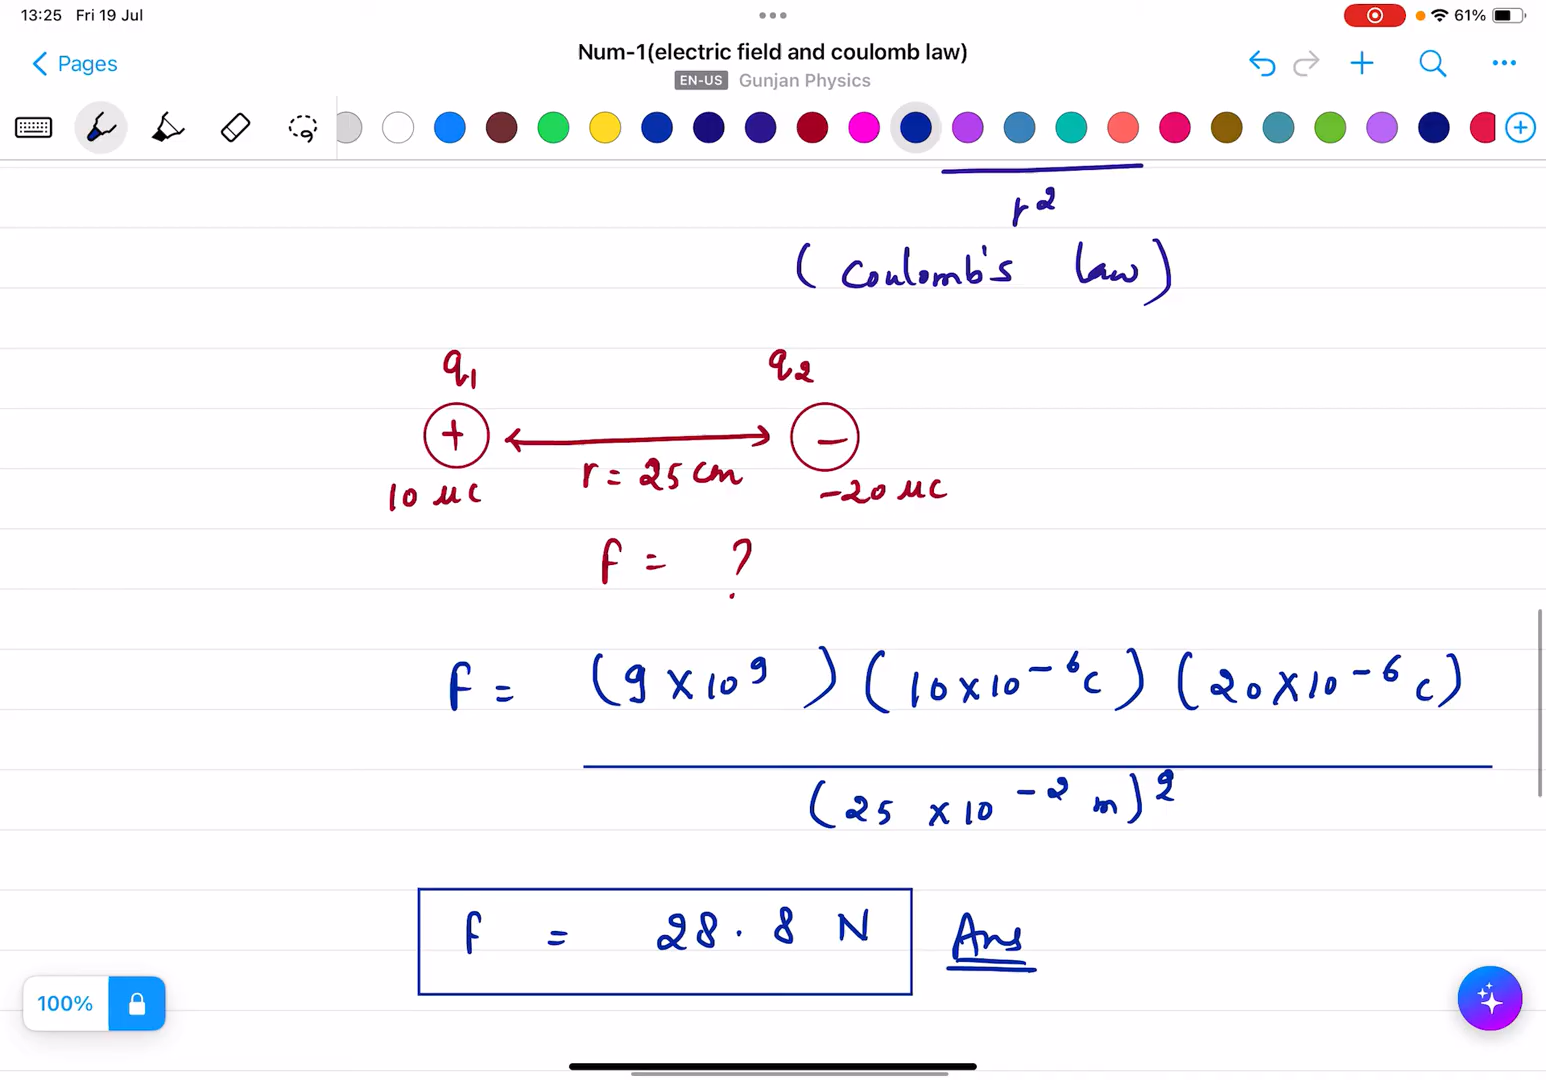 13:25 Fri 19 Jul
61%
Pages
Num-1(electric field and coulomb law)
EN-US Gunjan Physics
r²
(Coulomb's law)
q₁ q₂
+ −
r = 25 cm
10 μc −20 μc
F = ?
F = (9 × 10⁹) (10 × 10⁻⁶ c) (20 × 10⁻⁶ c)
(25 × 10⁻² m)²
F = 28.8 N Ans
100%